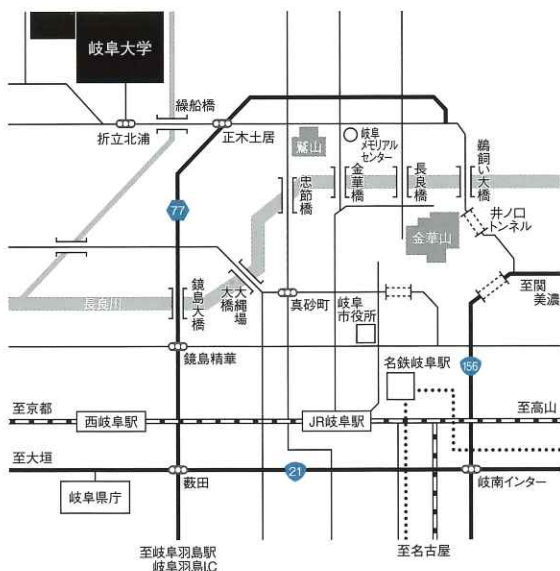 岐阜大学
繰船橋
折立北浦
正木土居
鷲山
岐阜
メモリアル
センター
忠節橋
金華橋
長良橋
鵜飼い大橋
77
金華山
井ノ口
トンネル
長良川
鏡島大橋
大縄場
大橋
真砂町
岐阜
市役所
至関
美濃
鏡島精華
名鉄岐阜駅
156
至京都
西岐阜駅
JR岐阜駅
至高山
至大垣
21
岐阜県庁
薮田
岐南インター
至岐阜羽島駅
岐阜羽島I.C
至名古屋